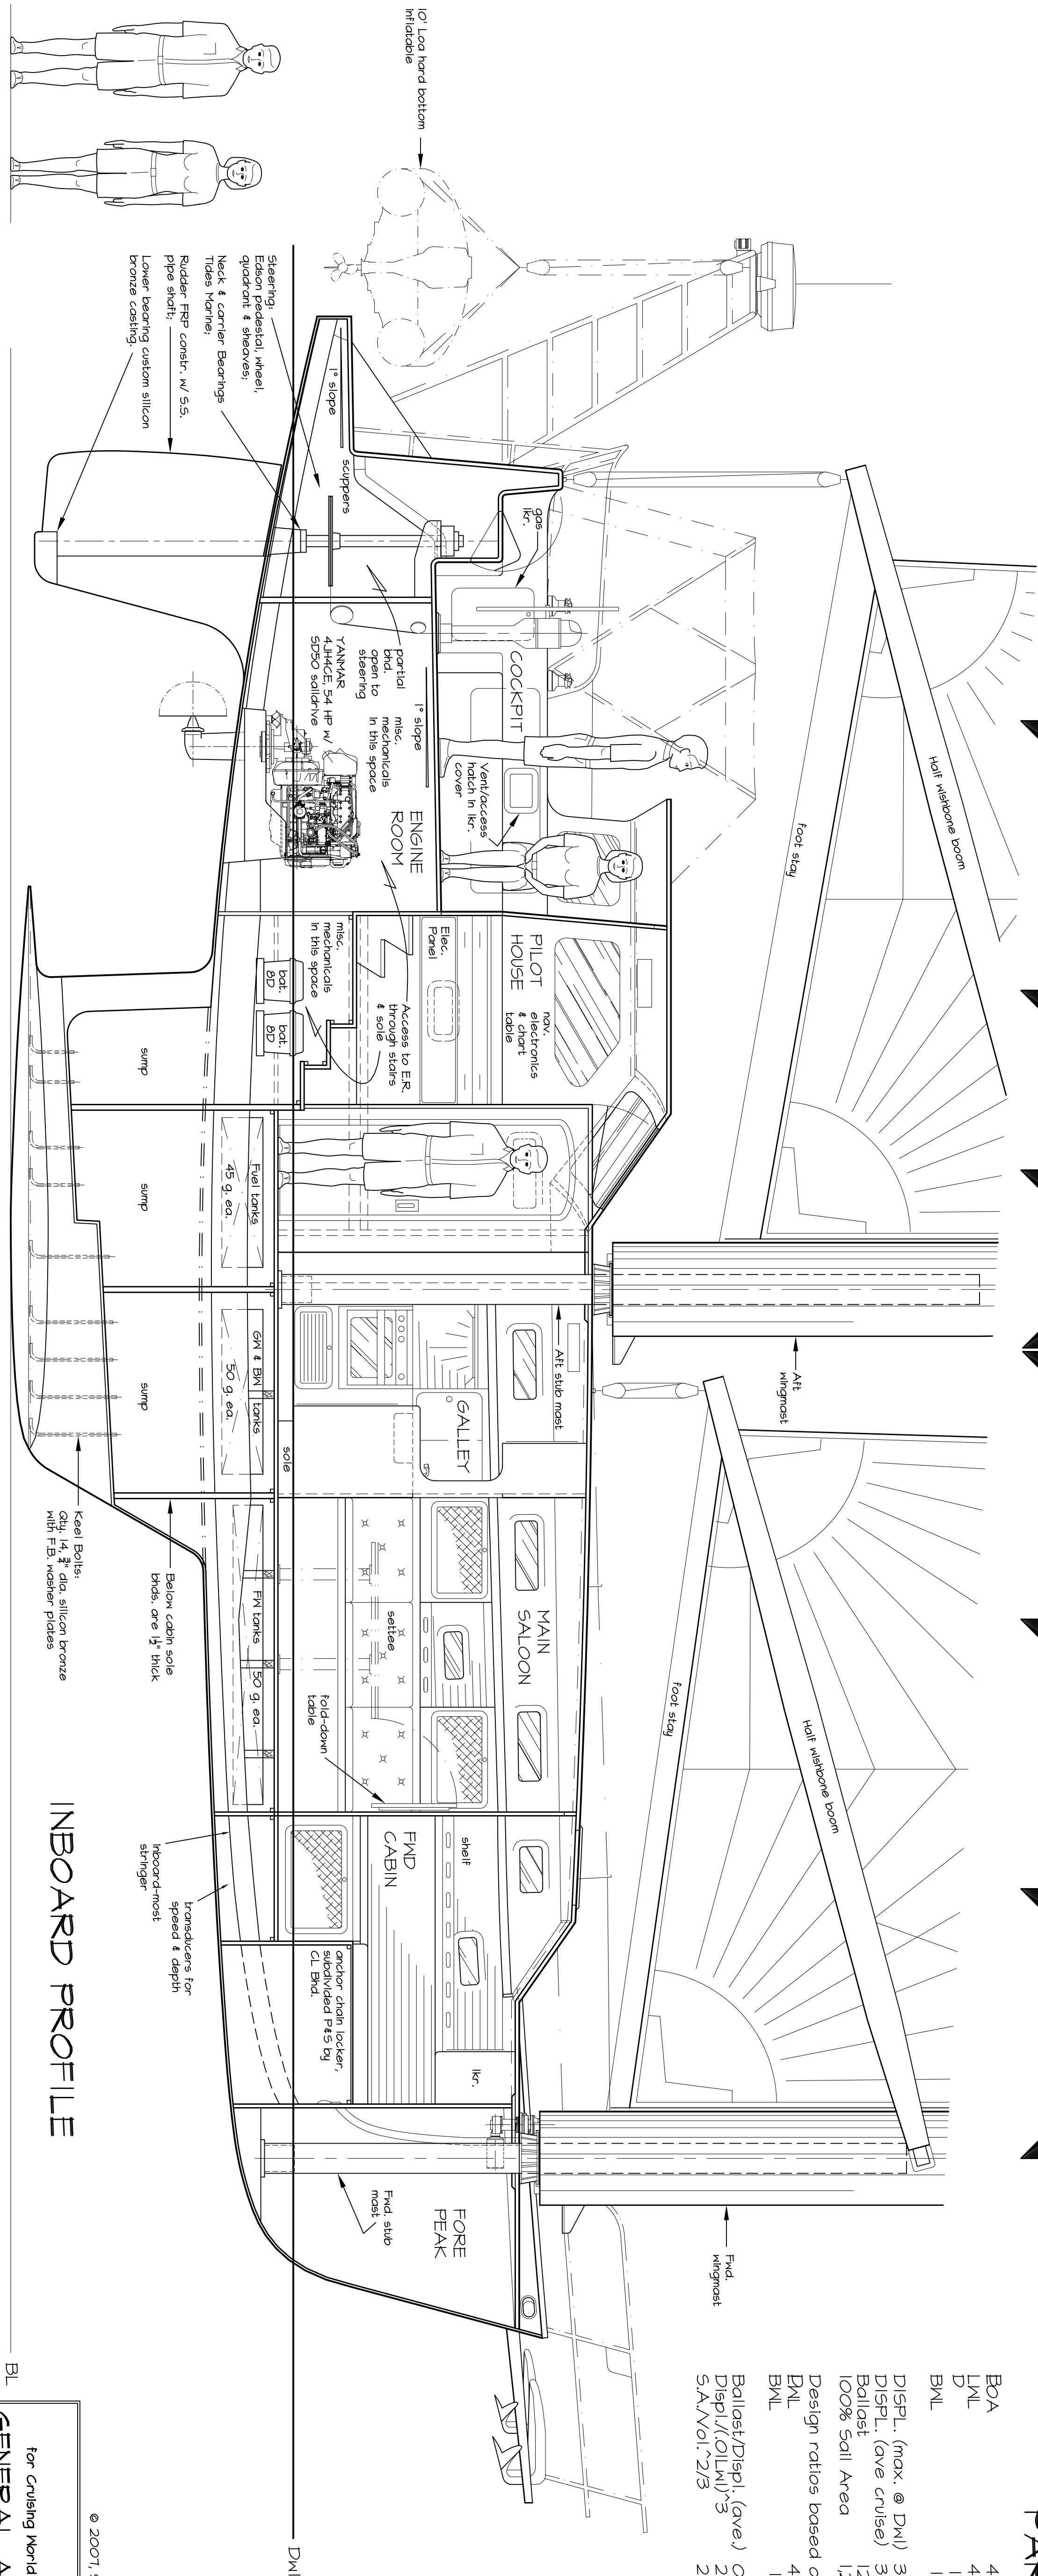 10' Loa hard bottom
inflatable
Steering:
Edson pedestal, wheel,
quadrant & sheaves;
Neck & carrier Bearings
Tides Marine;
Rudder FRP constr. w/ S.S.
pipe shaft;
Lower bearing custom silicon
bronze casting.
1° slope
scuppers
gas
lkr.
COCKPIT
partial
bhd.
open to
steering
1° slope
misc.
mechanicals
in this space
YANMAR
4JH4CE, 54 HP w/
SD50 saildrive
Vent/access
hatch in lkr.
cover
ENGINE
ROOM
Half wishbone boom
foot stay
PILOT
HOUSE
nav.
electronics
& chart
table
Elec.
Panel
misc.
mechanicals
in this space
Access to E.R.
through stairs
& sole
bat.
8D
bat.
8D
sump
sump
sump
Fuel tanks
45 g. ea.
GW & BW tanks
50 g. ea.
sole
Aft stub mast
Aft
wingmast
GALLEY
Keel Bolts:
Qty. 14, 3/4" dia. silicon bronze
with F.B. washer plates
Below cabin sole
bhds. are 1 1/2" thick
FW tanks
50 g. ea.
settee
MAIN
SALOON
fold-down
table
foot stay
Half wishbone boom
FWD
CABIN
shelf
inboard-most
stringer
transducers for
speed & depth
anchor chain locker,
subdivided P&S by
CL Bhd.
lkr.
Fwd. stub
mast
FORE
PEAK
Fwd.
wingmast
INBOARD PROFILE
BL
DWL
BOA
LWL
D
BWL
DISPL. (max. @ Dwl) 3
DISPL. (ave cruise) 3
Ballast
100% Sail Area
Design ratios based
DWL
BWL
Ballast/Displ. (ave.)
Displ./(.01Lwl)^3 2
S.A./Vol.^2/3 2
© 2007,
for Cruising World
GENERAL A